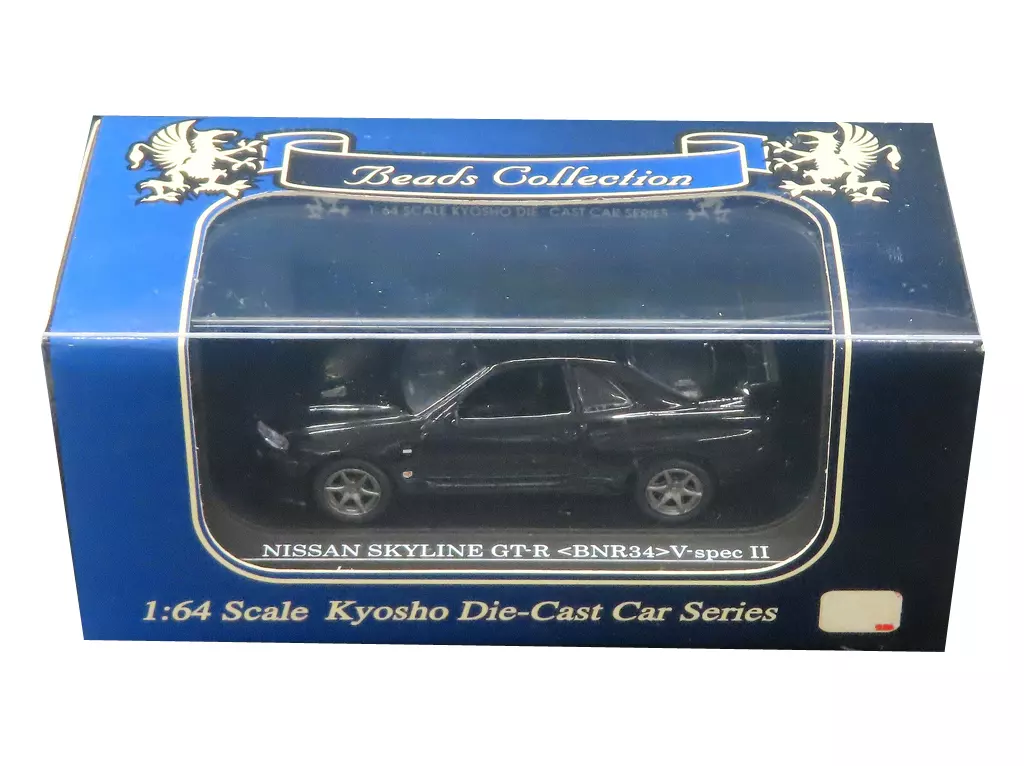 Beads Collection
1:64 SCALE KYOSHO DIE-CAST CAR SERIES
NISSAN SKYLINE GT-R <BNR34>V-spec II
1:64 Scale Kyosho Die-Cast Car Series